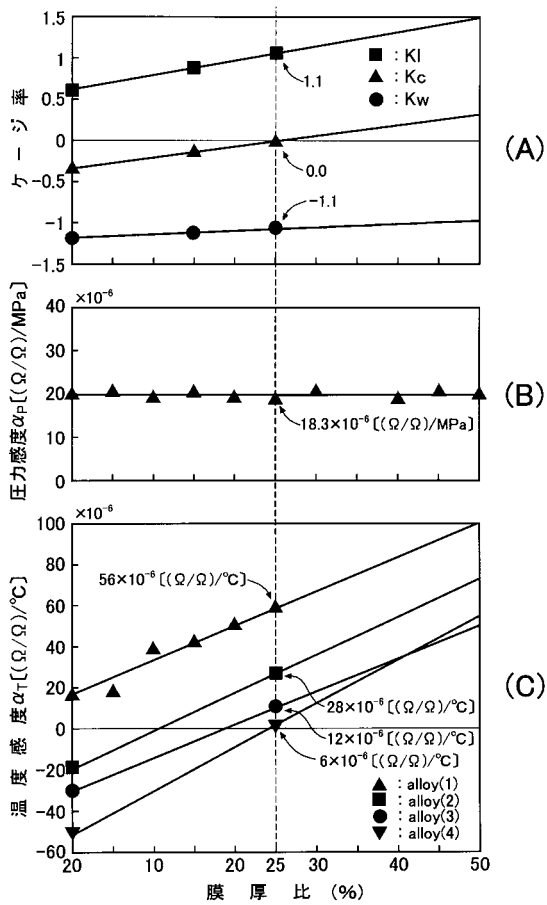 (A)
ケージ率
1.5
1
0.5
0
-0.5
-1
-1.5
■ : Kl
▲ : Kc
● : Kw
1.1
0.0
-1.1
(B)
圧力感度αP[(Ω/Ω)/MPa]
×10⁻⁶
40
30
20
10
0
18.3×10⁻⁶[(Ω/Ω)/MPa]
(C)
温度感度αT[(Ω/Ω)/℃]
×10⁻⁶
100
80
60
40
20
0
-20
-40
-60
56×10⁻⁶[(Ω/Ω)/℃]
28×10⁻⁶[(Ω/Ω)/℃]
12×10⁻⁶[(Ω/Ω)/℃]
6×10⁻⁶[(Ω/Ω)/℃]
▲ : alloy(1)
■ : alloy(2)
● : alloy(3)
▼ : alloy(4)
20 10 15 20 25 30 40 50
膜厚比(%)